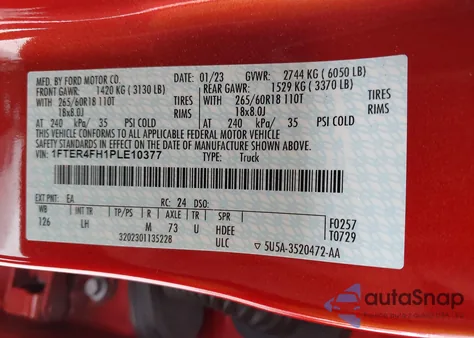 MFD. BY FORD MOTOR CO. 01/23 GVWR: 2744 KG (6050 LB)
FRONT GAWR: 1420 KG (3130 LB) REAR GAWR: 1529 KG (3370 LB)
WITH 265/60R18 110T TIRES WITH 265/60R18 110T TIRES
18x8.0J RIMS 18x8.0J RIMS
AT 240 kPa/ 35 PSI COLD AT 240 kPa/ 35 PSI COLD
THIS VEHICLE CONFORMS TO ALL APPLICABLE FEDERAL MOTOR VEHICLE
SAFETY STANDARDS IN EFFECT ON THE DATE OF MANUFACTURE SHOWN ABOVE.
VIN: 1FTER4FH1PLE10377 TYPE: Truck
EXT PNT: EA RC: 24 DSO:
WB INT TR TP/PS R AXLE TR SPR F0257
126 LH M 73 U HDEE T0729
3202301135228 ULC ▽ 5U5A-3520472-AA
autoSnap